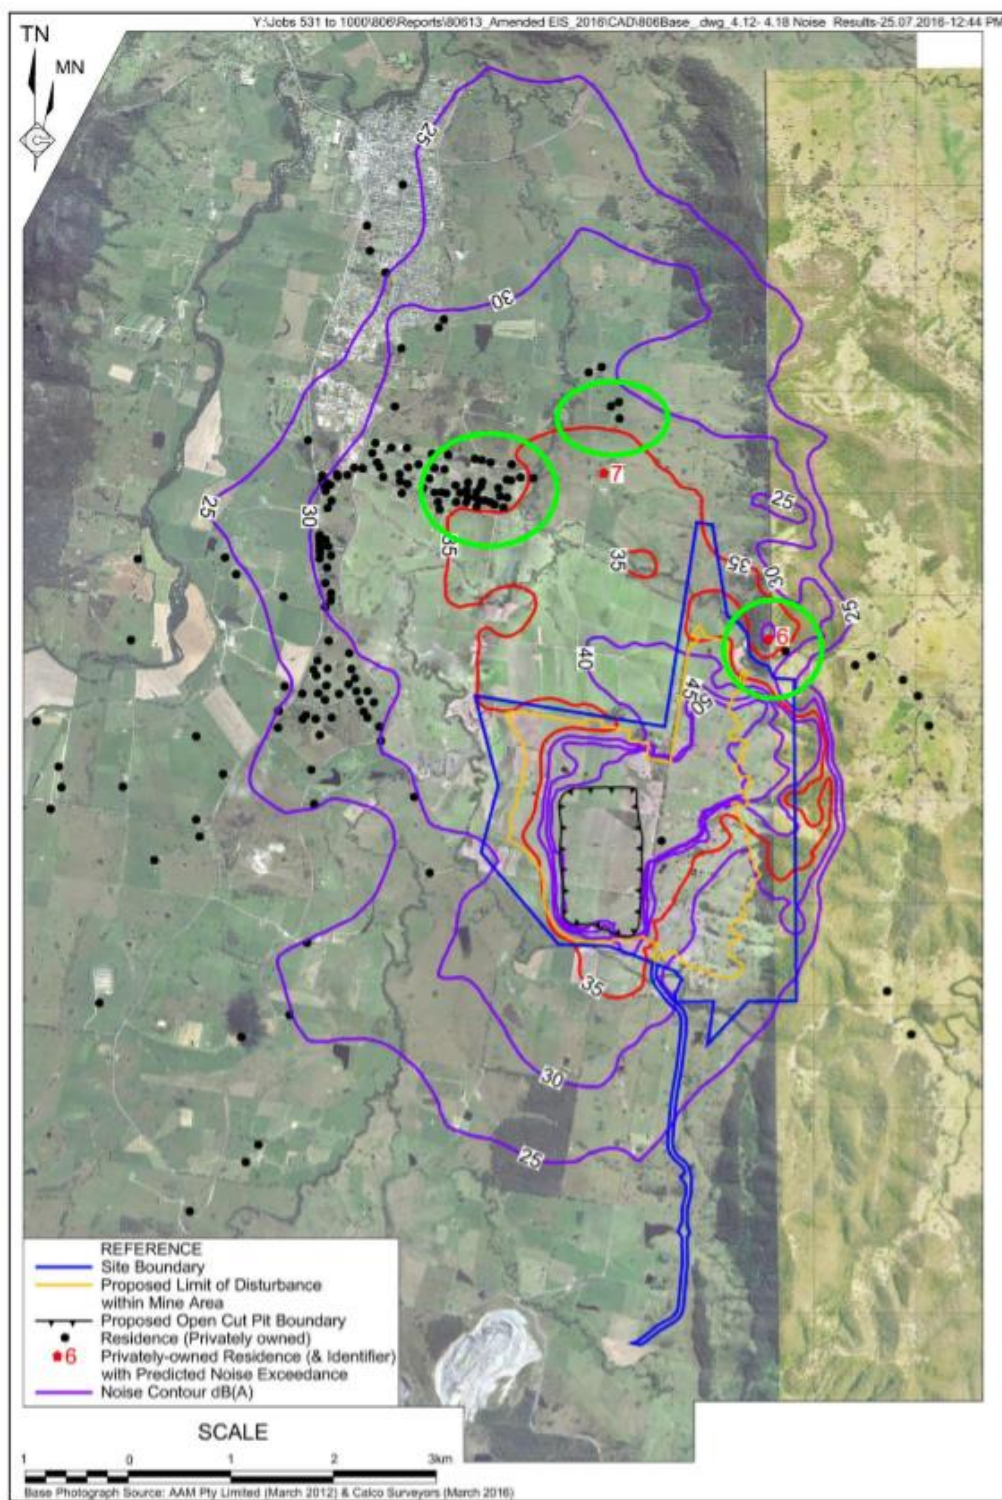 Y:\Jobs 531 to 1000\806\Reports\80613_Amended EIS_2016\CAD\806Base_dwg_4.12- 4.18 Noise Results-25.07.2016-12:44 PM
TN
MN
25
30
7
25
25
30
35
35
35
30
25
6
40
45
50
35
30
25
REFERENCE
Site Boundary
Proposed Limit of Disturbance
within Mine Area
Proposed Open Cut Pit Boundary
Residence (Privately owned)
6 Privately-owned Residence (& Identifier)
with Predicted Noise Exceedance
Noise Contour dB(A)
SCALE
1 0 1 2 3km
Base Photograph Source: AAM Pty Limited (March 2012) & Calco Surveyors (March 2016)